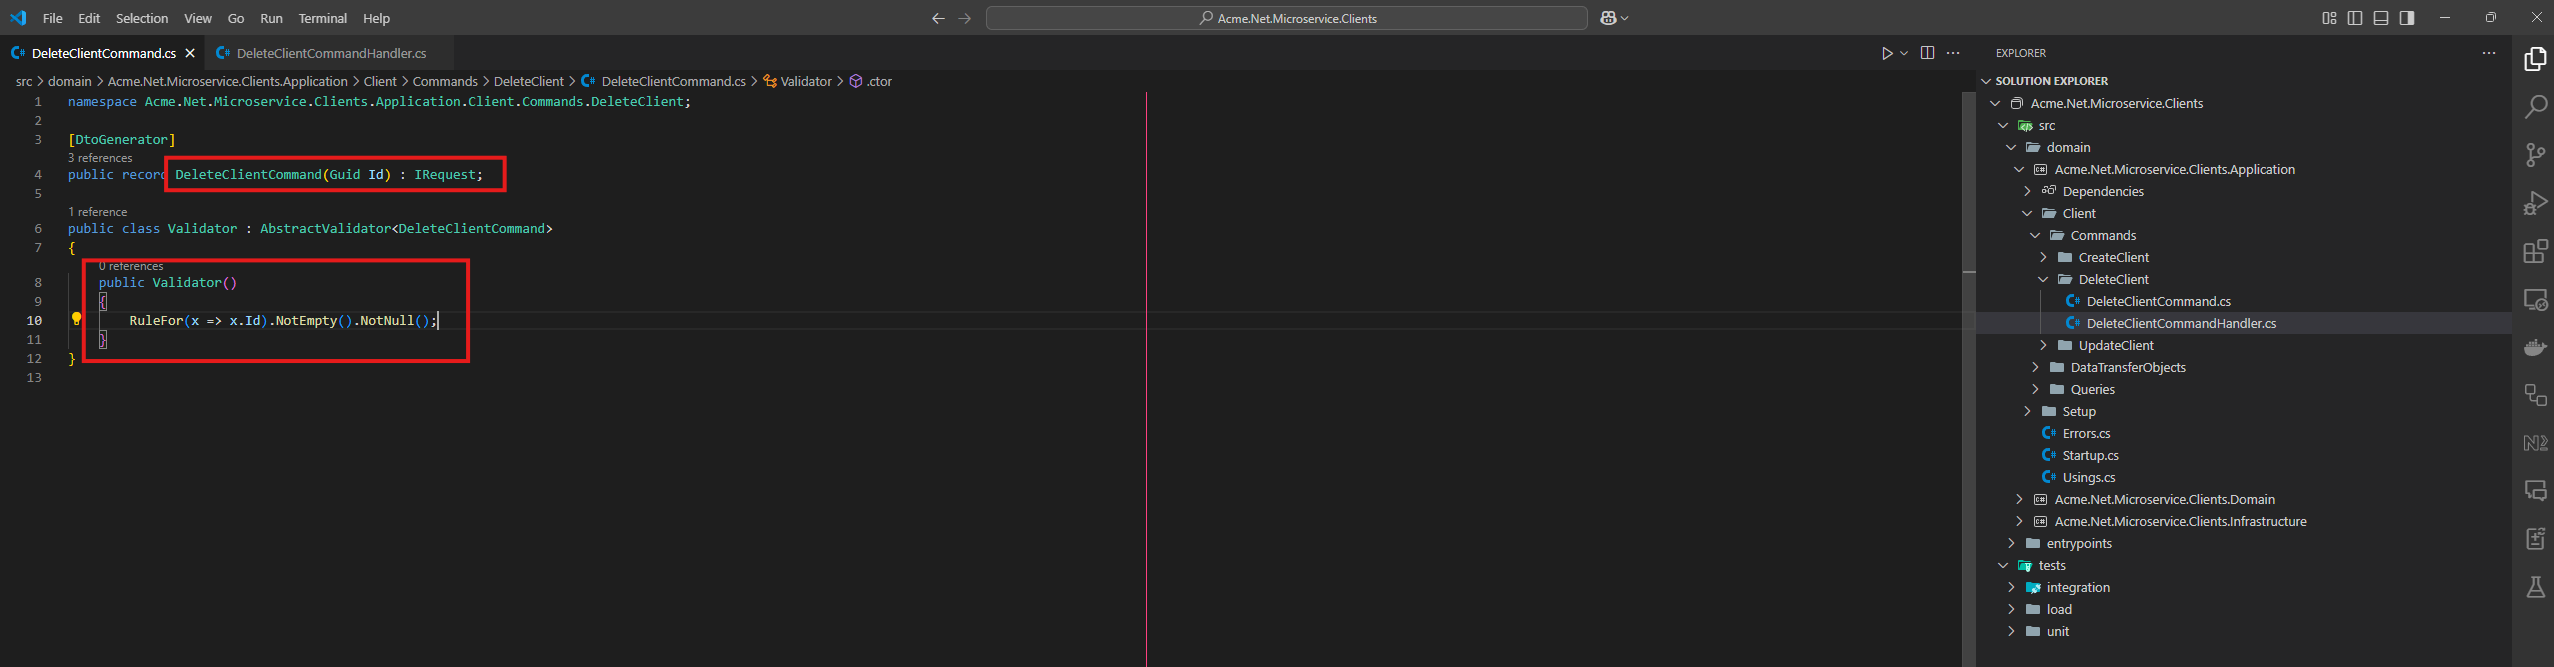 File Edit Selection View Go Run Terminal Help
Acme.Net.Microservice.Clients
DeleteClientCommand.cs
DeleteClientCommandHandler.cs
src > domain > Acme.Net.Microservice.Clients.Application > Client > Commands > DeleteClient > DeleteClientCommand.cs > Validator > .ctor
1 namespace Acme.Net.Microservice.Clients.Application.Client.Commands.DeleteClient;
2
3 [DtoGenerator]
3 references
4 public record DeleteClientCommand(Guid Id) : IRequest;
5
1 reference
6 public class Validator : AbstractValidator<DeleteClientCommand>
7 {
0 references
8 public Validator()
9 {
10 RuleFor(x => x.Id).NotEmpty().NotNull();
11 }
12 }
13
EXPLORER
SOLUTION EXPLORER
Acme.Net.Microservice.Clients
src
domain
Acme.Net.Microservice.Clients.Application
Dependencies
Client
Commands
CreateClient
DeleteClient
DeleteClientCommand.cs
DeleteClientCommandHandler.cs
UpdateClient
DataTransferObjects
Queries
Setup
Errors.cs
Startup.cs
Usings.cs
Acme.Net.Microservice.Clients.Domain
Acme.Net.Microservice.Clients.Infrastructure
entrypoints
tests
integration
load
unit